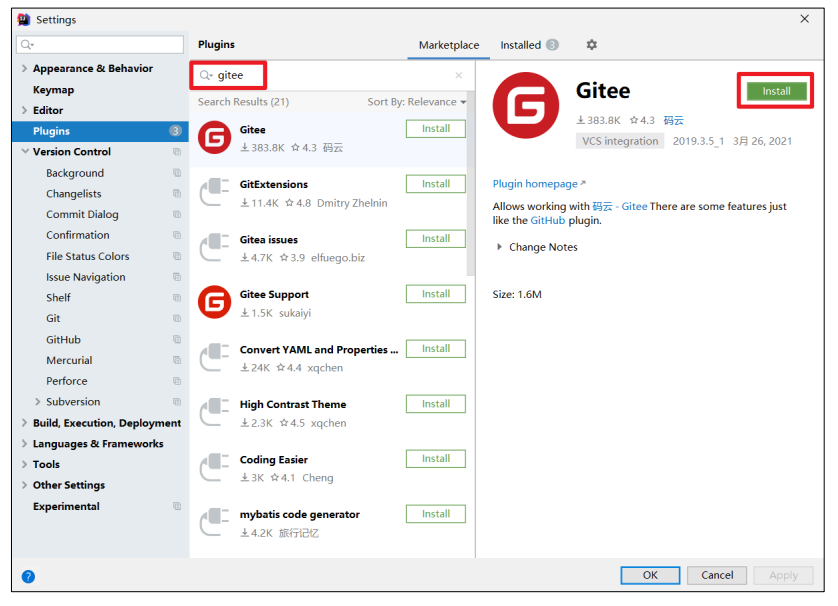 Settings
Plugins
Marketplace
Installed 3
Appearance & Behavior
Keymap
Editor
Plugins 3
Version Control
Background
Changelists
Commit Dialog
Confirmation
File Status Colors
Issue Navigation
Shelf
Git
GitHub
Mercurial
Perforce
Subversion
Build, Execution, Deployment
Languages & Frameworks
Tools
Other Settings
Experimental
gitee
Search Results (21) Sort By: Relevance
Gitee Install
383.8K 4.3 码云
GitExtensions Install
11.4K 4.8 Dmitry Zhelnin
Gitea issues Install
4.7K 3.9 elfuego.biz
Gitee Support Install
1.5K sukaiyi
Convert YAML and Properties ... Install
24K 4.4 xqchen
High Contrast Theme Install
2.3K 4.5 xqchen
Coding Easier Install
3K 4.1 Cheng
mybatis code generator Install
4.2K 旅行记忆
Gitee Install
383.8K 4.3 码云
VCS integration 2019.3.5_1 3月 26, 2021
Plugin homepage
Allows working with 码云 - Gitee There are some features just
like the GitHub plugin.
Change Notes
Size: 1.6M
? OK Cancel Apply